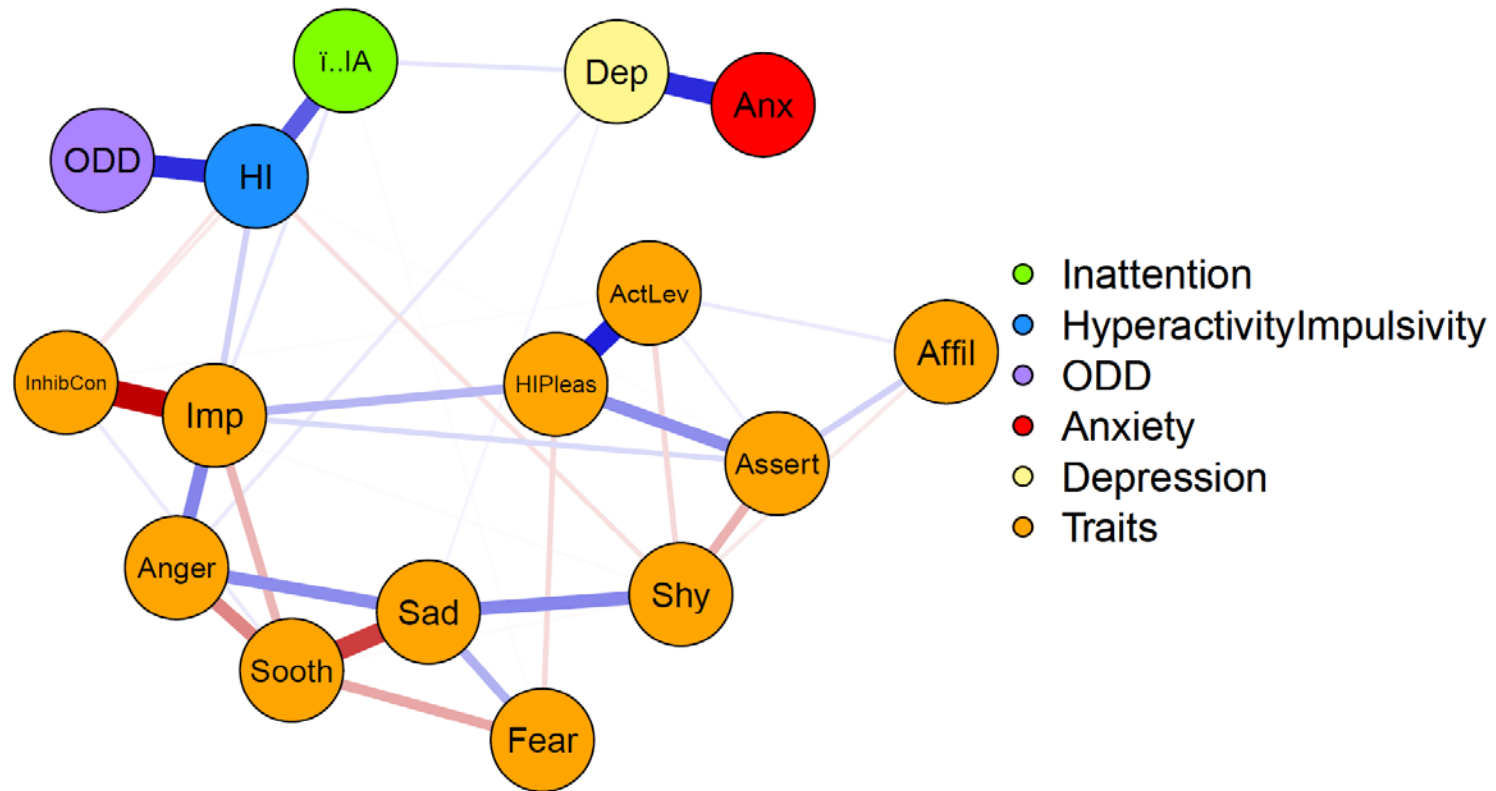 ï..IA
Dep
Anx
ODD
HI
ActLev
Affil
InhibCon
HIPleas
Imp
Assert
Anger
Sad
Shy
Sooth
Fear
Inattention
HyperactivityImpulsivity
ODD
Anxiety
Depression
Traits